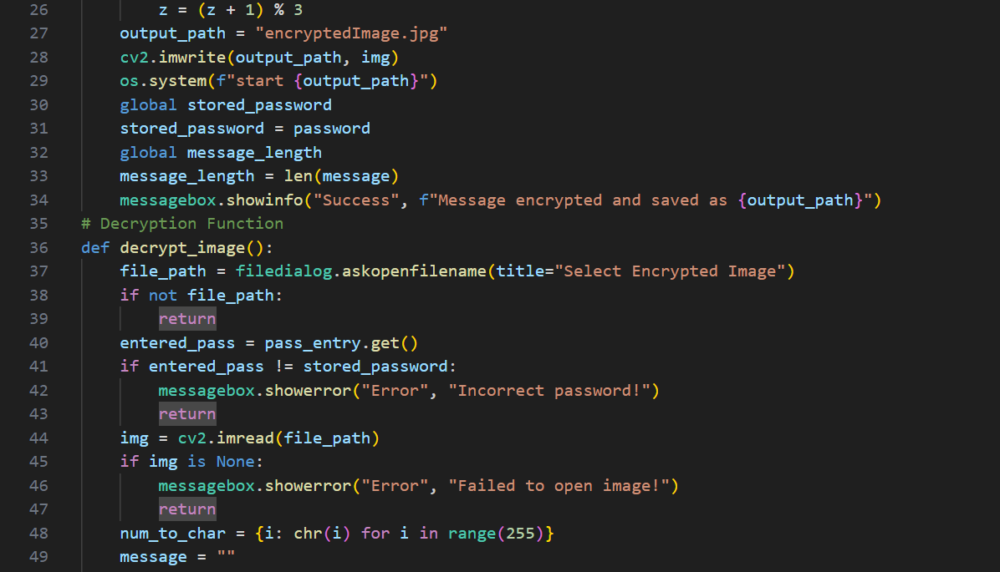 26 z = (z + 1) % 3
27 output_path = "encryptedImage.jpg"
28 cv2.imwrite(output_path, img)
29 os.system(f"start {output_path}")
30 global stored_password
31 stored_password = password
32 global message_length
33 message_length = len(message)
34 messagebox.showinfo("Success", f"Message encrypted and saved as {output_path}")
35 # Decryption Function
36 def decrypt_image():
37 file_path = filedialog.askopenfilename(title="Select Encrypted Image")
38 if not file_path:
39 return
40 entered_pass = pass_entry.get()
41 if entered_pass != stored_password:
42 messagebox.showerror("Error", "Incorrect password!")
43 return
44 img = cv2.imread(file_path)
45 if img is None:
46 messagebox.showerror("Error", "Failed to open image!")
47 return
48 num_to_char = {i: chr(i) for i in range(255)}
49 message = ""